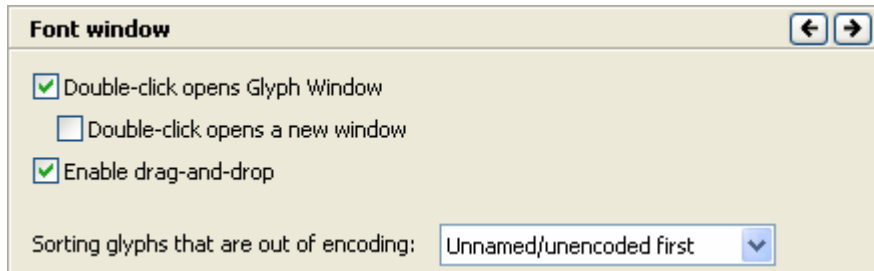 Font window
Double-click opens Glyph Window
Double-click opens a new window
Enable drag-and-drop
Sorting glyphs that are out of encoding: Unnamed/unencoded first